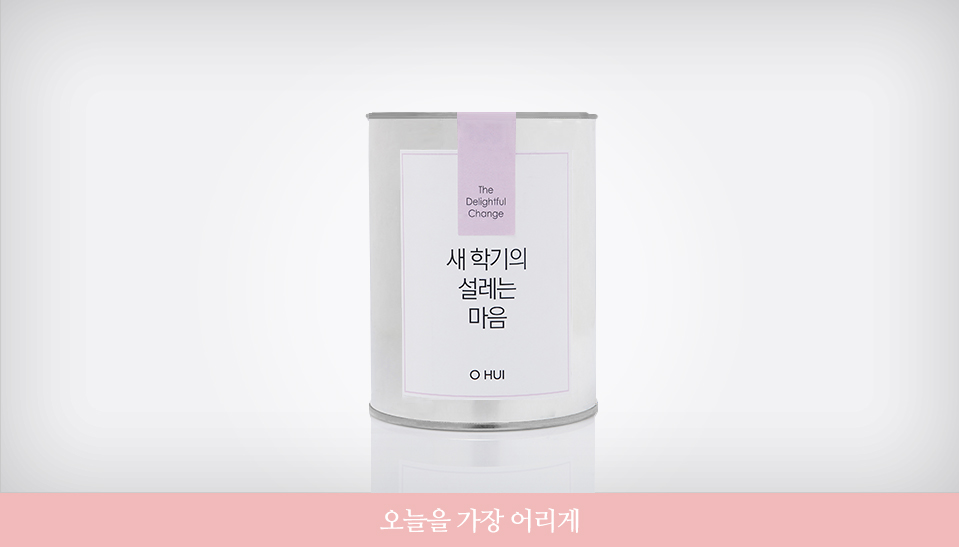 The
Delightful
Change
새 학기의
설레는
마음
O HUI
오늘을 가장 어리게